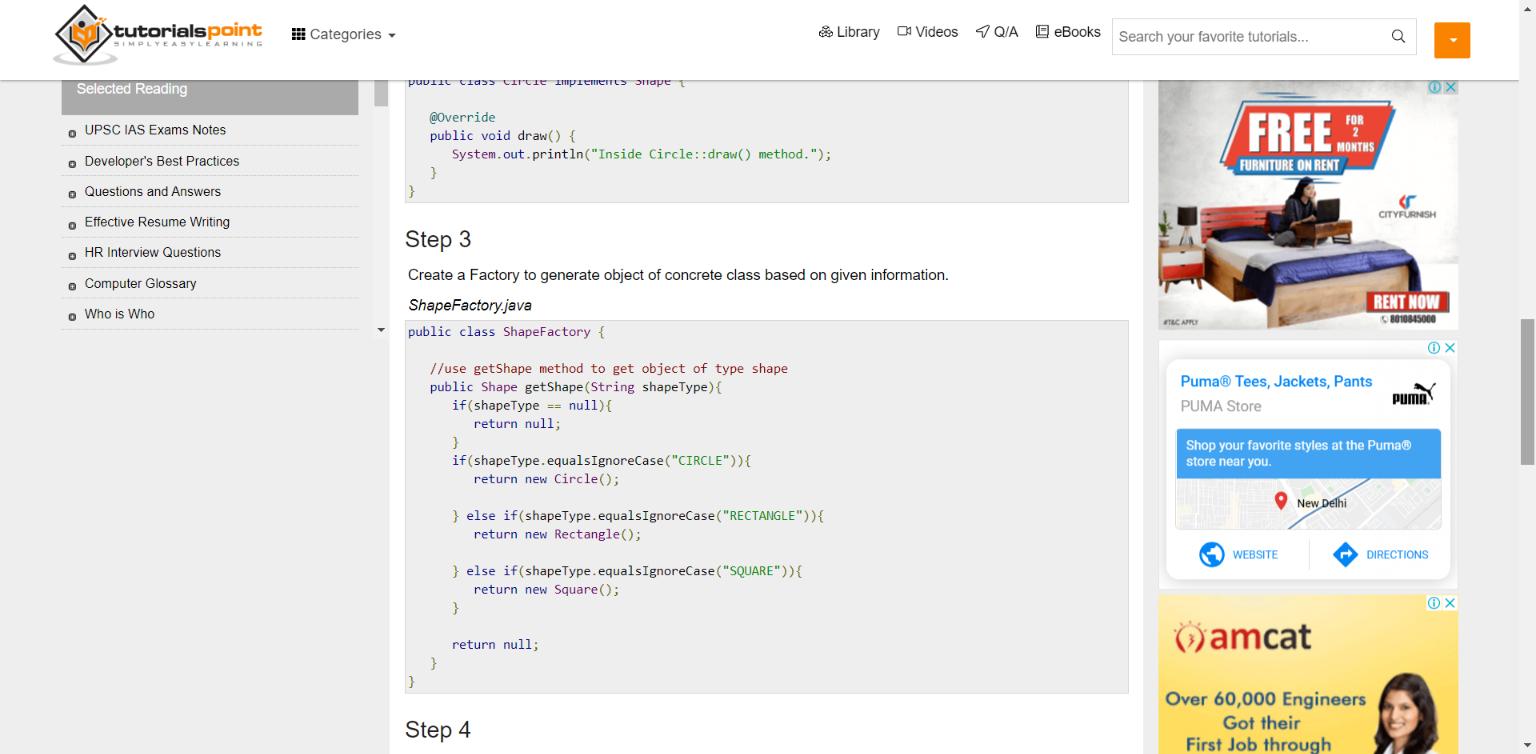 tutorialspoint
SIMPLYEASYLEARNING
Categories
Library
Videos
Q/A
eBooks
Search your favorite tutorials...
Selected Reading
UPSC IAS Exams Notes
Developer's Best Practices
Questions and Answers
Effective Resume Writing
HR Interview Questions
Computer Glossary
Who is Who
public class Circle implements Shape {
@Override
public void draw() {
System.out.println("Inside Circle::draw() method.");
}
}
Step 3
Create a Factory to generate object of concrete class based on given information.
ShapeFactory.java
public class ShapeFactory {
//use getShape method to get object of type shape
public Shape getShape(String shapeType){
if(shapeType == null){
return null;
}
if(shapeType.equalsIgnoreCase("CIRCLE")){
return new Circle();
} else if(shapeType.equalsIgnoreCase("RECTANGLE")){
return new Rectangle();
} else if(shapeType.equalsIgnoreCase("SQUARE")){
return new Square();
}
return null;
}
}
Step 4
FREE FOR
2
MONTHS
FURNITURE ON RENT
CITYFURNISH
RENT NOW
#T&C APPLY
8010845000
Puma® Tees, Jackets, Pants
PUMA Store
PUMA
Shop your favorite styles at the Puma®
store near you.
New Delhi
WEBSITE
DIRECTIONS
amcat
Over 60,000 Engineers
Got their
First Job through